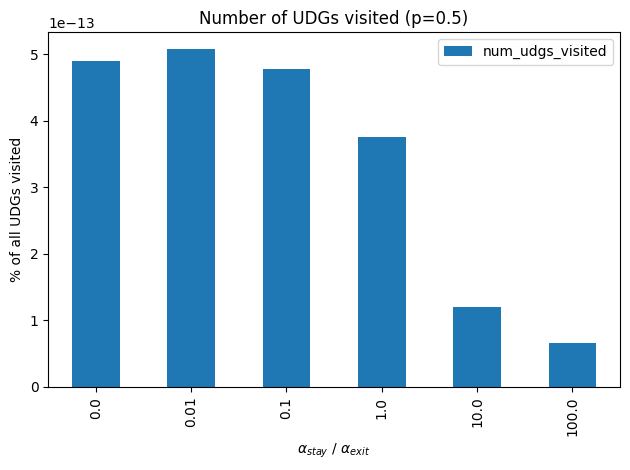 Number of UDGs visited (p=0.5)
1e−13
num_udgs_visited
% of all UDGs visited
5
4
3
2
1
0
0.0 0.01 0.1 1.0 10.0 100.0
α_stay / α_exit